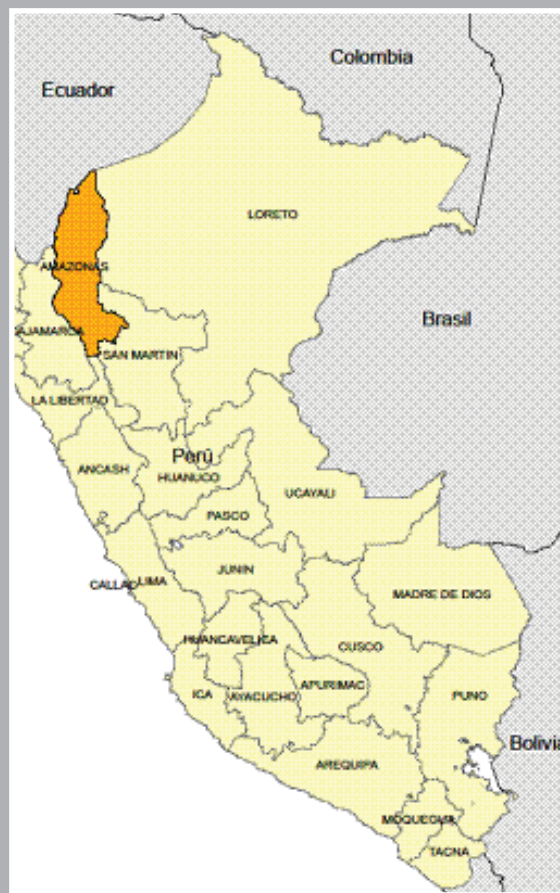 Colombia
Ecuador
LORETO
AMAZONAS
Brasil
AJAMARCA
SAN MARTIN
LA LIBERTAD
Perú
ANCASH
HUANUCO
UCAYALI
PASCO
JUNIN
CALLAO
LIMA
MADRE DE DIOS
HUANCAVELICA
CUSCO
APURIMAC
ICA
AYACUCHO
PUNO
Bolivia
AREQUIPA
MOQUEGUA
TACNA